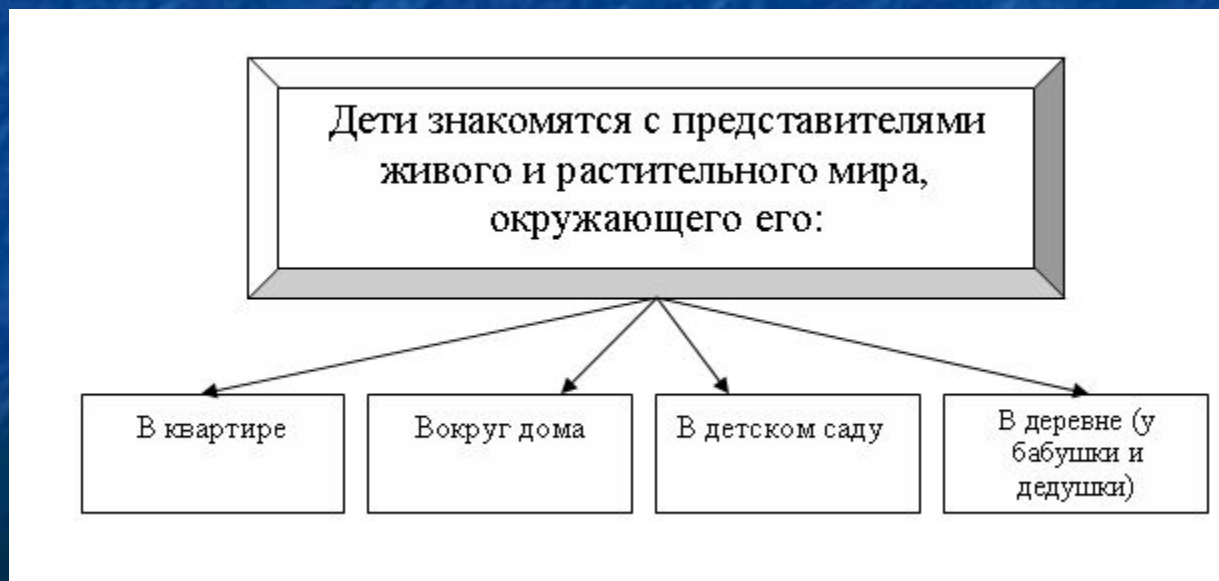 Дети знакомятся с представителями
живого и растительного мира,
окружающего его:
В квартире
Вокруг дома
В детском саду
В деревне (у
бабушки и
дедушки)